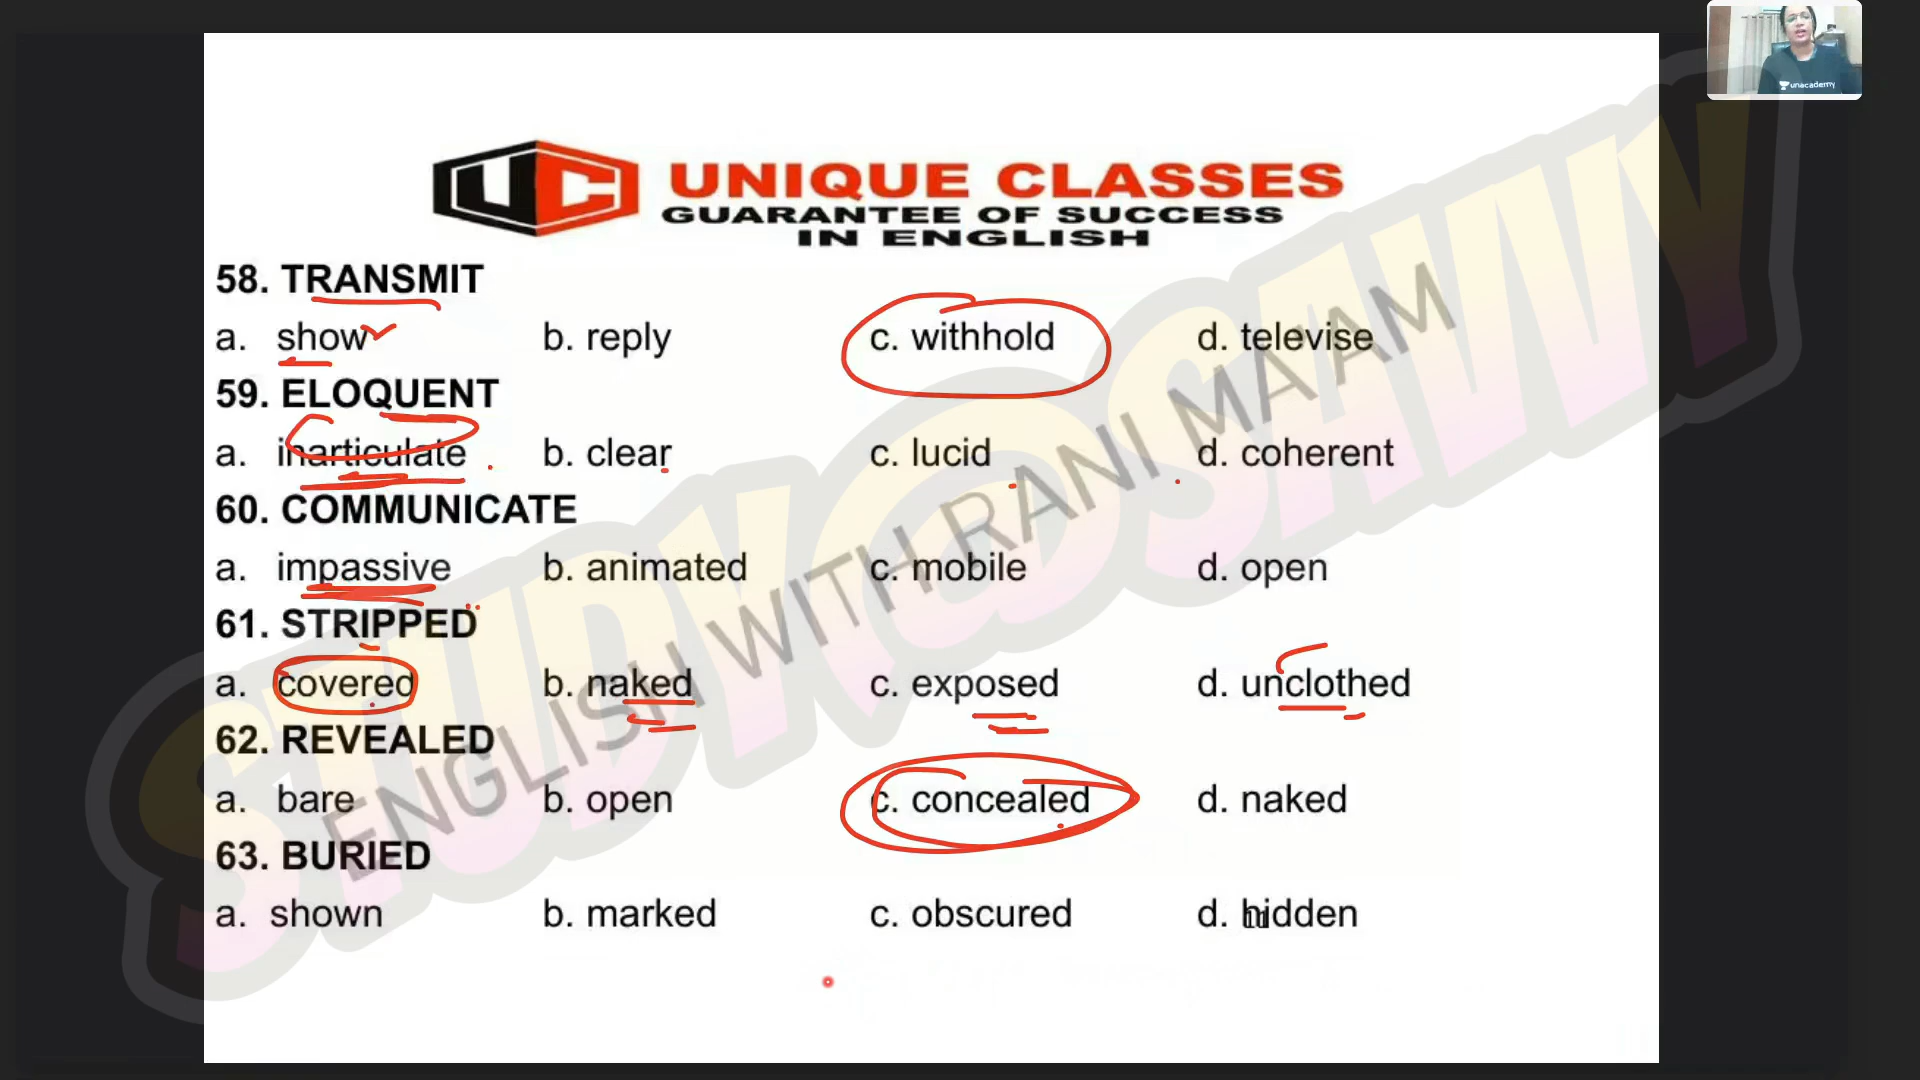 unacademy
UNIQUE CLASSES
GUARANTEE OF SUCCESS
IN ENGLISH
58. TRANSMIT
a. show b. reply c. withhold d. televise
59. ELOQUENT
a. inarticulate b. clear c. lucid d. coherent
60. COMMUNICATE
a. impassive b. animated c. mobile d. open
61. STRIPPED
a. covered b. naked c. exposed d. unclothed
62. REVEALED
a. bare b. open c. concealed d. naked
63. BURIED
a. shown b. marked c. obscured d. hidden
STUDY@SAVVY
ENGLISH WITH RANI MAAM